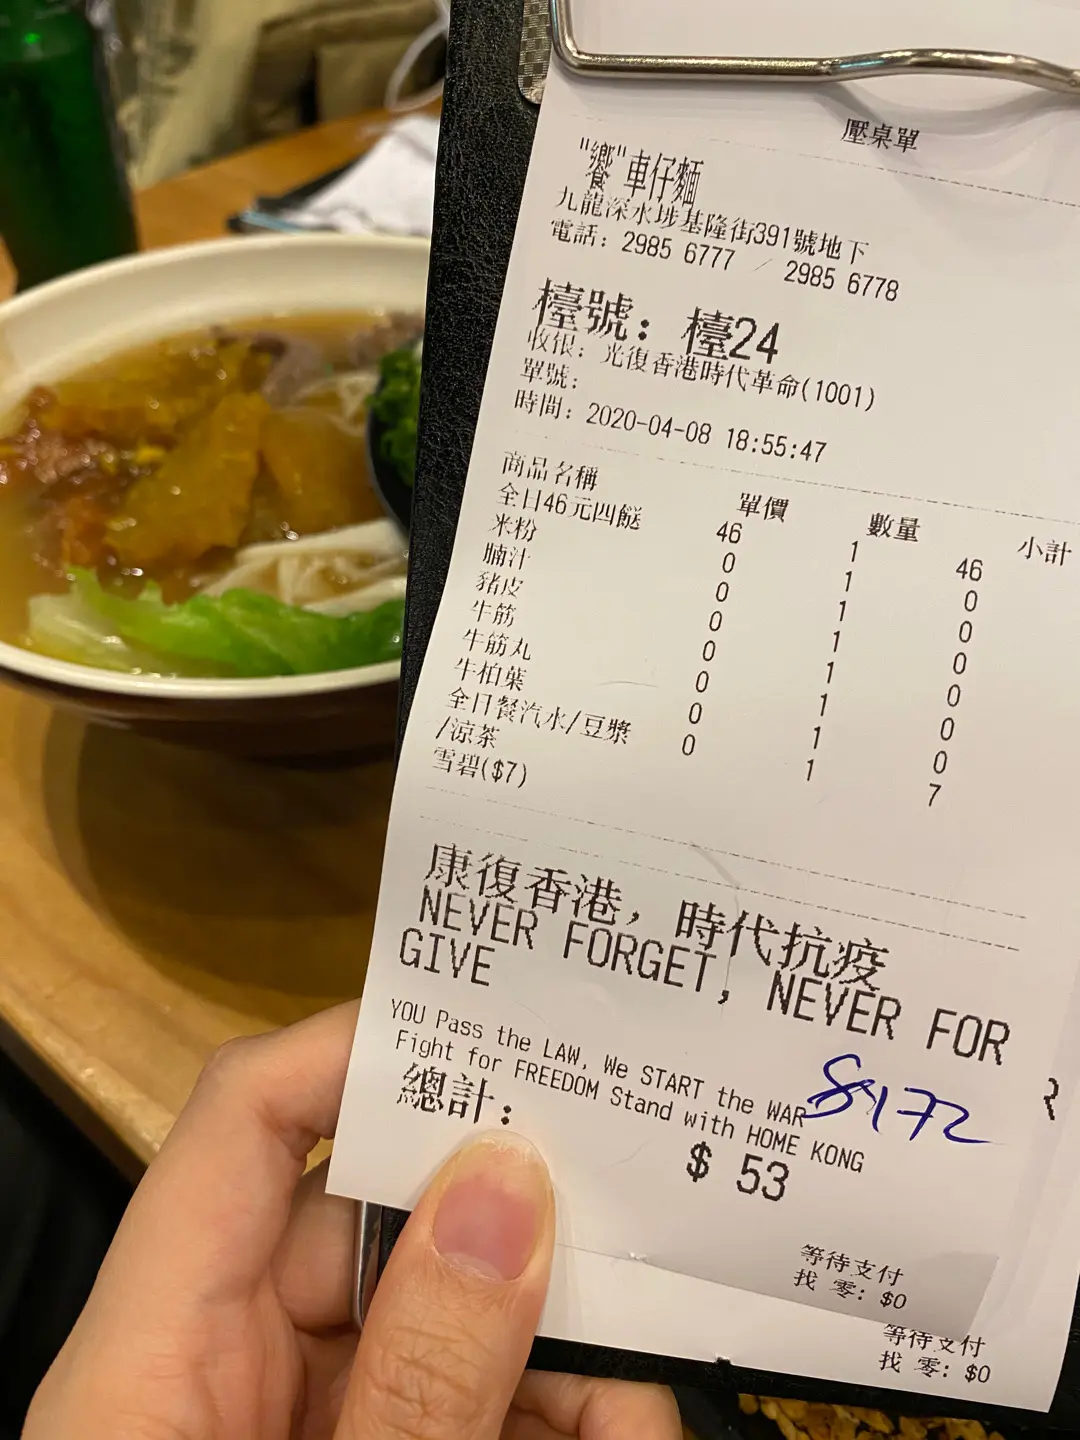 壓桌單
"饗"車仔麵
九龍深水埗基隆街391號地下
電話: 2985 6777 / 2985 6778
檯號: 檯24
收银: 光復香港時代革命(1001)
單號:
時間: 2020-04-08 18:55:47
商品名稱 單價 數量 小計
全日46元四餸 46 1 46
米粉 0 1 0
腩汁 0 1 0
豬皮 0 1 0
牛筋 0 1 0
牛筋丸 0 1 0
牛柏葉 0 1 0
全日餐汽水/豆漿 0 1 7
/涼茶
雪碧($7)
康復香港, 時代抗疫
NEVER FORGET, NEVER FOR
GIVE
YOU Pass the LAW, We START the WAR
Fight for FREEDOM Stand with HOME KONG
總計:
$ 53
等待支付
找 零: $0
等待支付
找 零: $0